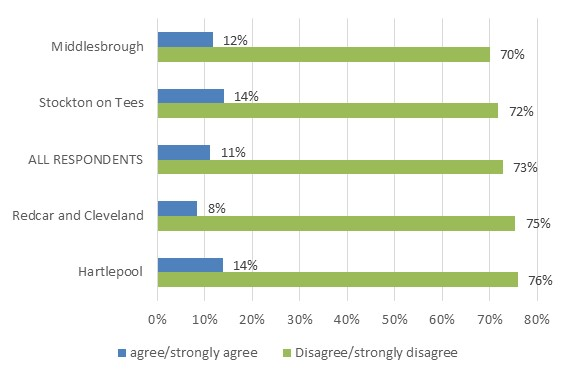 Middlesbrough
12%
70%
Stockton on Tees
14%
72%
ALL RESPONDENTS
11%
73%
Redcar and Cleveland
8%
75%
Hartlepool
14%
76%
0% 10% 20% 30% 40% 50% 60% 70% 80%
agree/strongly agree Disagree/strongly disagree